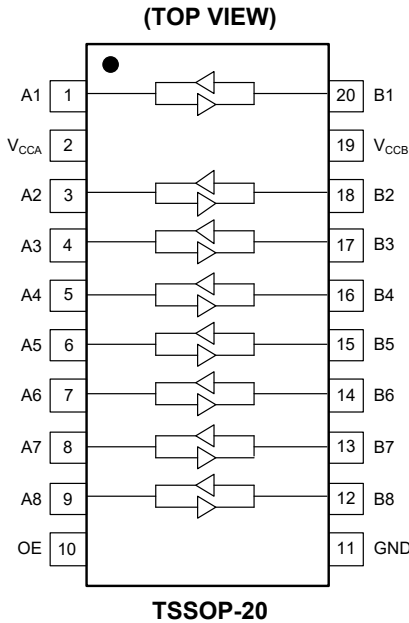 (TOP VIEW)
A1 1 20 B1
VCCA 2 19 VCCB
A2 3 18 B2
A3 4 17 B3
A4 5 16 B4
A5 6 15 B5
A6 7 14 B6
A7 8 13 B7
A8 9 12 B8
OE 10 11 GND
TSSOP-20